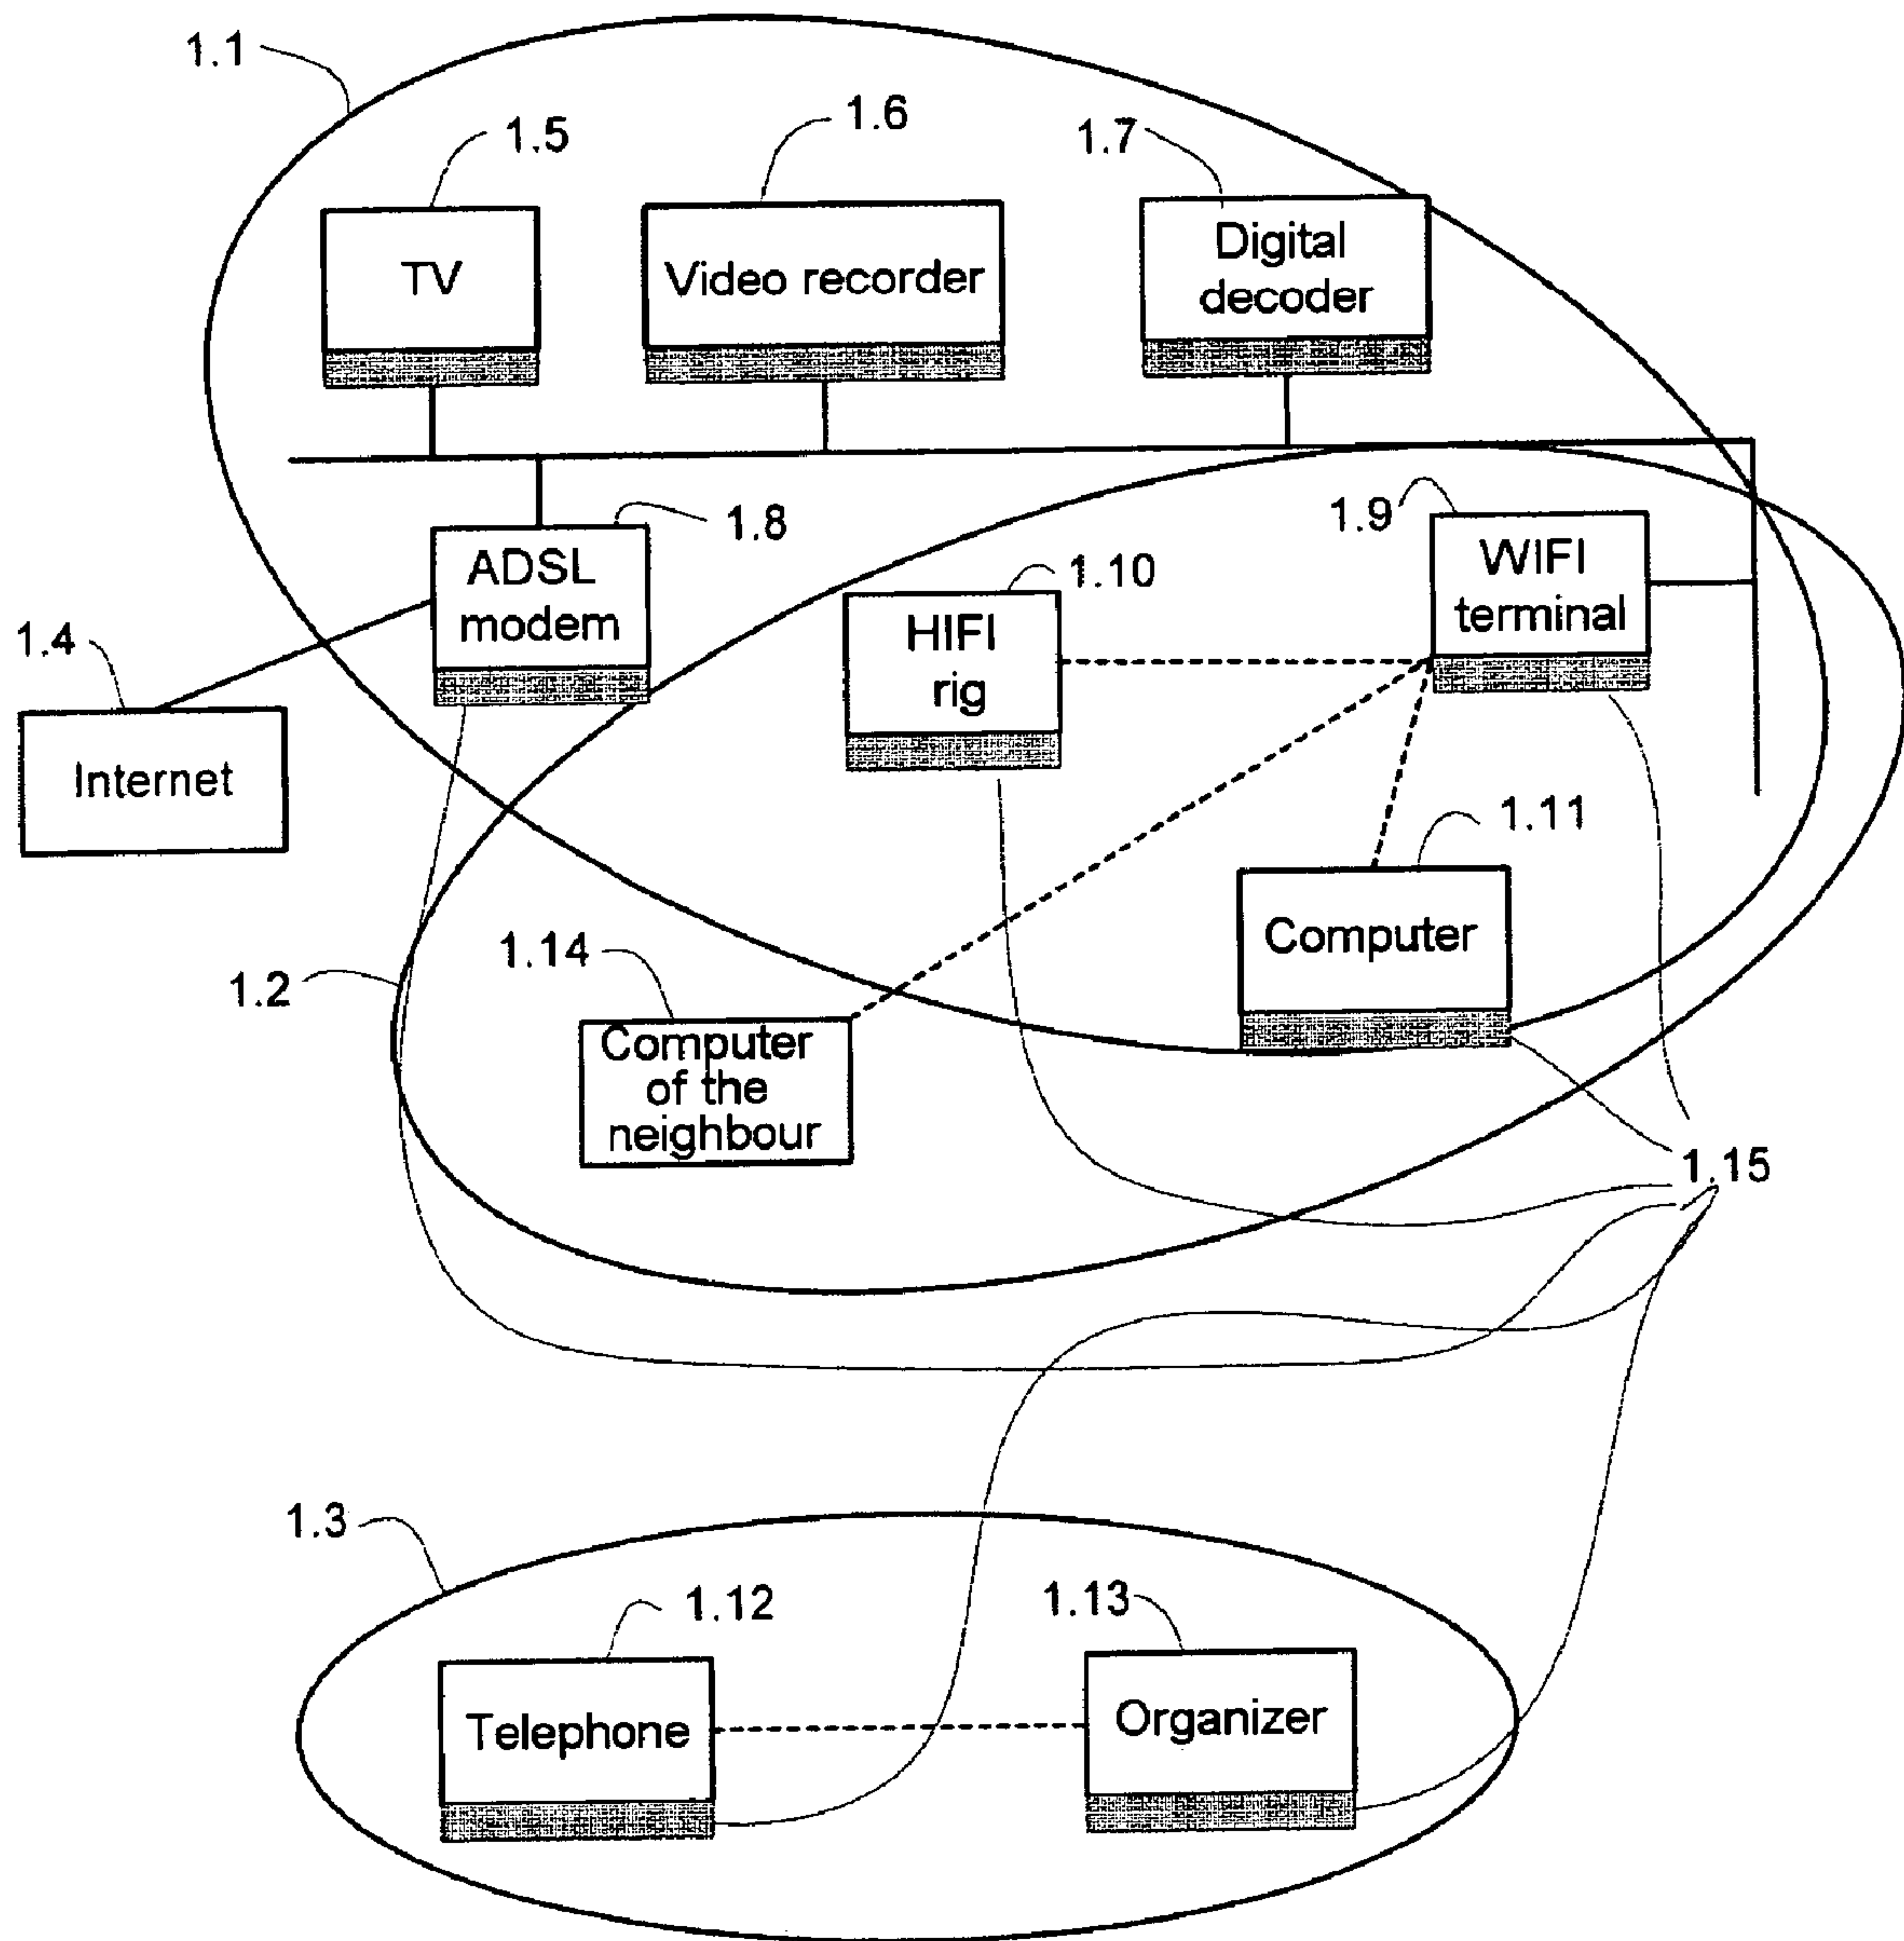 1.1
1.5
1.6
1.7
TV
Video recorder
Digital
decoder
1.8
1.9
ADSL
modem
1.10
WIFI
terminal
HIFI
rig
1.4
Internet
1.11
Computer
1.14
1.2
Computer
of the
neighbour
1.15
1.3
1.12
1.13
Telephone
Organizer